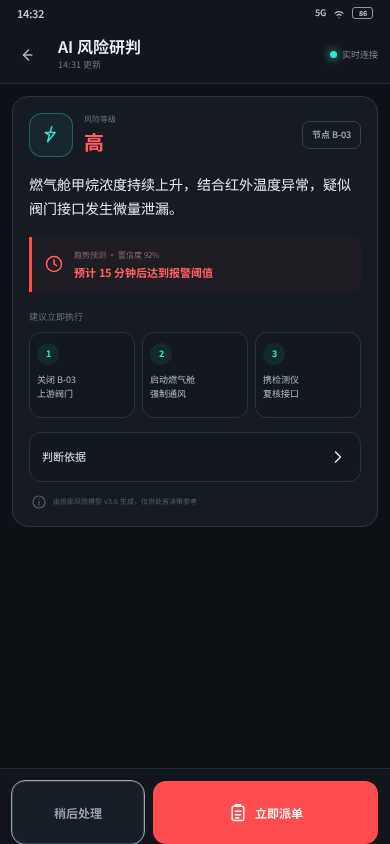 14:32
5G
86
AI 风险研判
14:31 更新
实时连接
风险等级
高
节点 B-03
燃气舱甲烷浓度持续上升，结合红外温度异常，疑似
阀门接口发生微量泄漏。
趋势预测 · 置信度 92%
预计 15 分钟后达到报警阈值
建议立即执行
1
关闭 B-03
上游阀门
2
启动燃气舱
强制通风
3
携检测仪
复核接口
判断依据
由管廊风险模型 v3.6 生成，仅供处置决策参考
稍后处理
立即派单